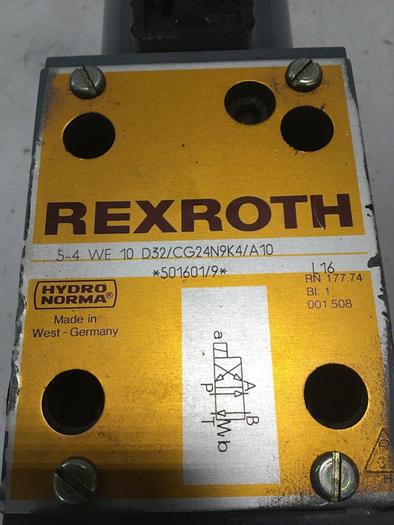 REXROTH
5-4 WE 10 D32/CG24N9K4/A10
*501601/9*
L16
HYDRO
NORMA®
RN 177.74
Bl. 1
001 508
Made in
West-Germany
a
A
B
P
T
b